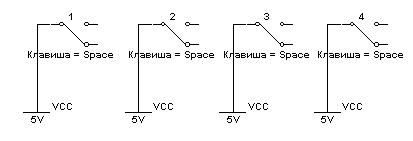 1 2 3 4
Клавиша = Space Клавиша = Space Клавиша = Space Клавиша = Space
VCC VCC VCC VCC
5V 5V 5V 5V